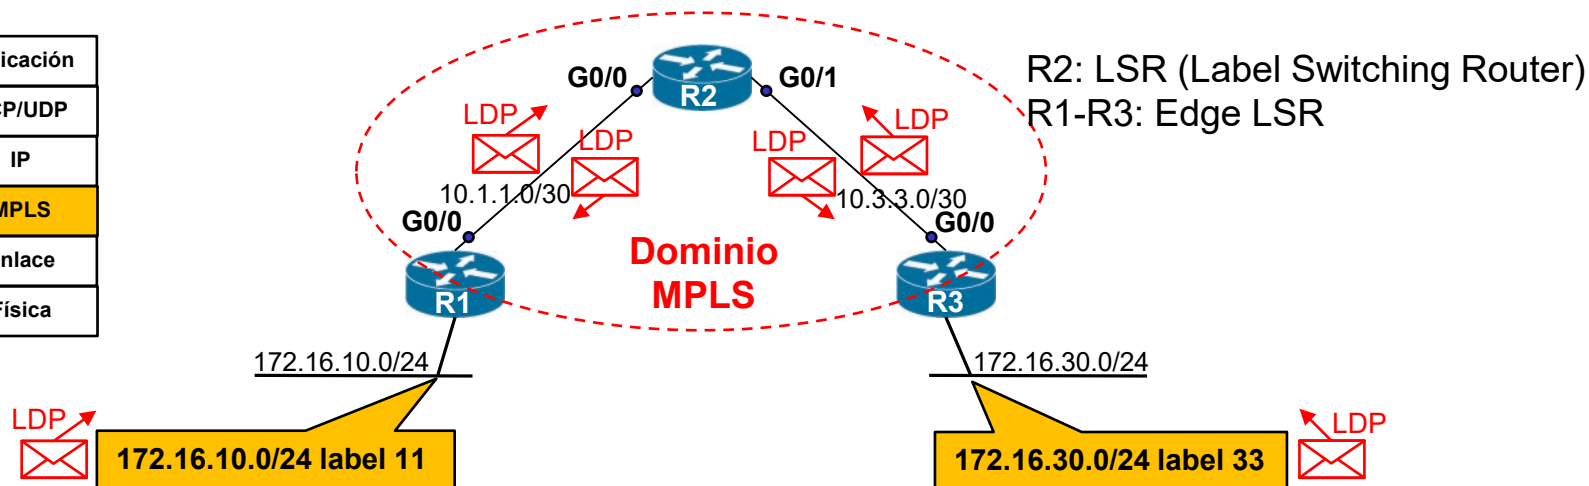 icación
CP/UDP
IP
MPLS
nlace
Física
R2: LSR (Label Switching Router)
R1-R3: Edge LSR
G0/0
R2
G0/1
LDP
LDP
LDP
LDP
10.1.1.0/30
10.3.3.0/30
G0/0
G0/0
Dominio
MPLS
R1
R3
172.16.10.0/24
172.16.30.0/24
LDP
172.16.10.0/24 label 11
172.16.30.0/24 label 33
LDP